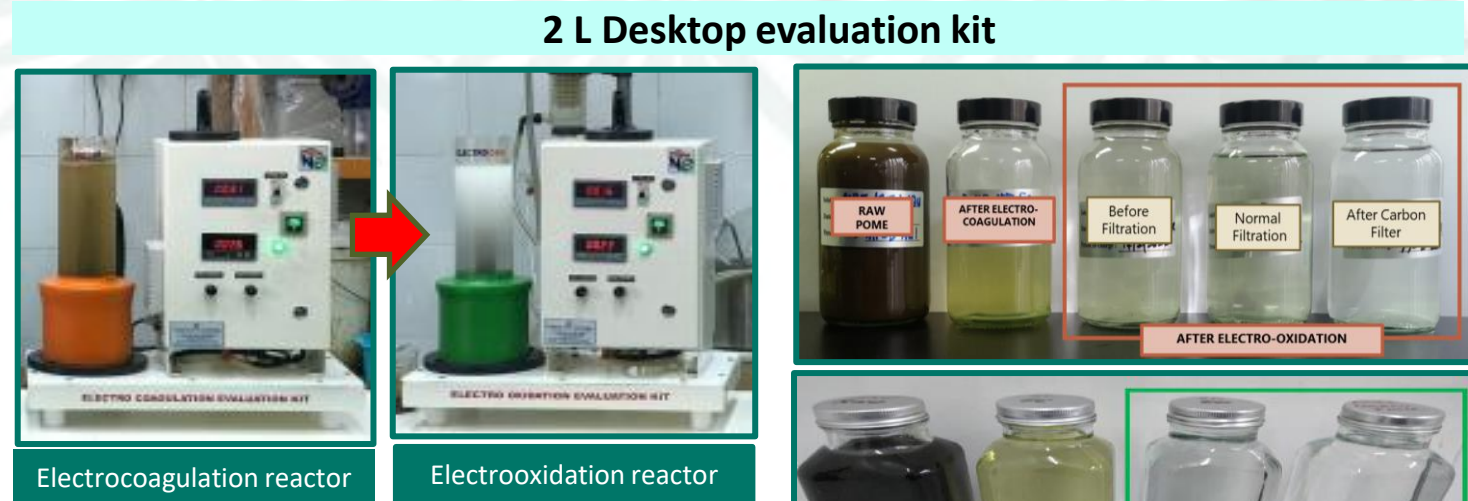 2 L Desktop evaluation kit
ELECTRO COAGULATION EVALUATION KIT
Electrocoagulation reactor
ELECTRO OXIDATION EVALUATION KIT
Electrooxidation reactor
RAW
POME
AFTER ELECTRO-
COAGULATION
Before
Filtration
Normal
Filtration
After Carbon
Filter
AFTER ELECTRO-OXIDATION